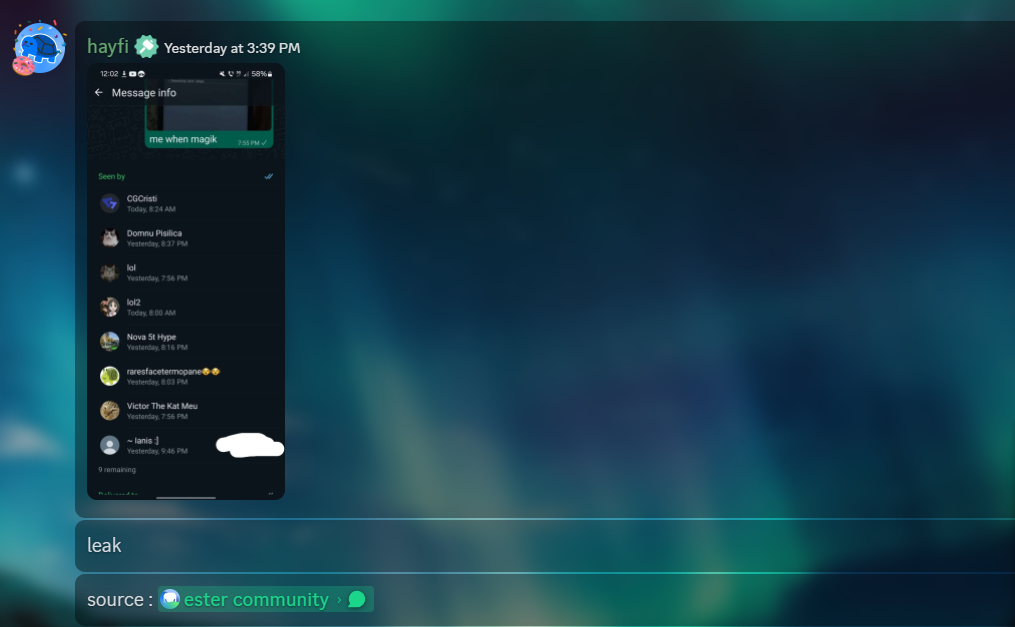 hayfi Yesterday at 3:39 PM
12:02 58%
Message info
me when magik
7:55 PM
Seen by
CGCristi
Today, 8:24 AM
Domnu Pisilica
Yesterday, 8:37 PM
lol
Yesterday, 7:56 PM
lol2
Today, 8:00 AM
Nova 5t Hype
Yesterday, 8:16 PM
raresfacetermopane😉😉
Yesterday, 8:03 PM
Victor The Kat Meu
Yesterday, 7:56 PM
~ Ianis :]
Yesterday, 9:46 PM
9 remaining
Delivered to
leak
source : ester community ›